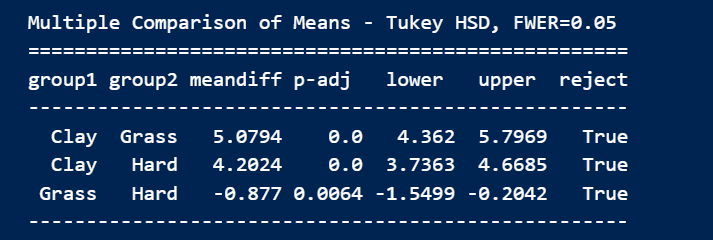 Multiple Comparison of Means - Tukey HSD, FWER=0.05
====================================================
group1 group2 meandiff p-adj   lower   upper  reject
----------------------------------------------------
  Clay  Grass   5.0794    0.0   4.362  5.7969   True
  Clay   Hard   4.2024    0.0  3.7363  4.6685   True
 Grass   Hard   -0.877 0.0064 -1.5499 -0.2042   True
----------------------------------------------------